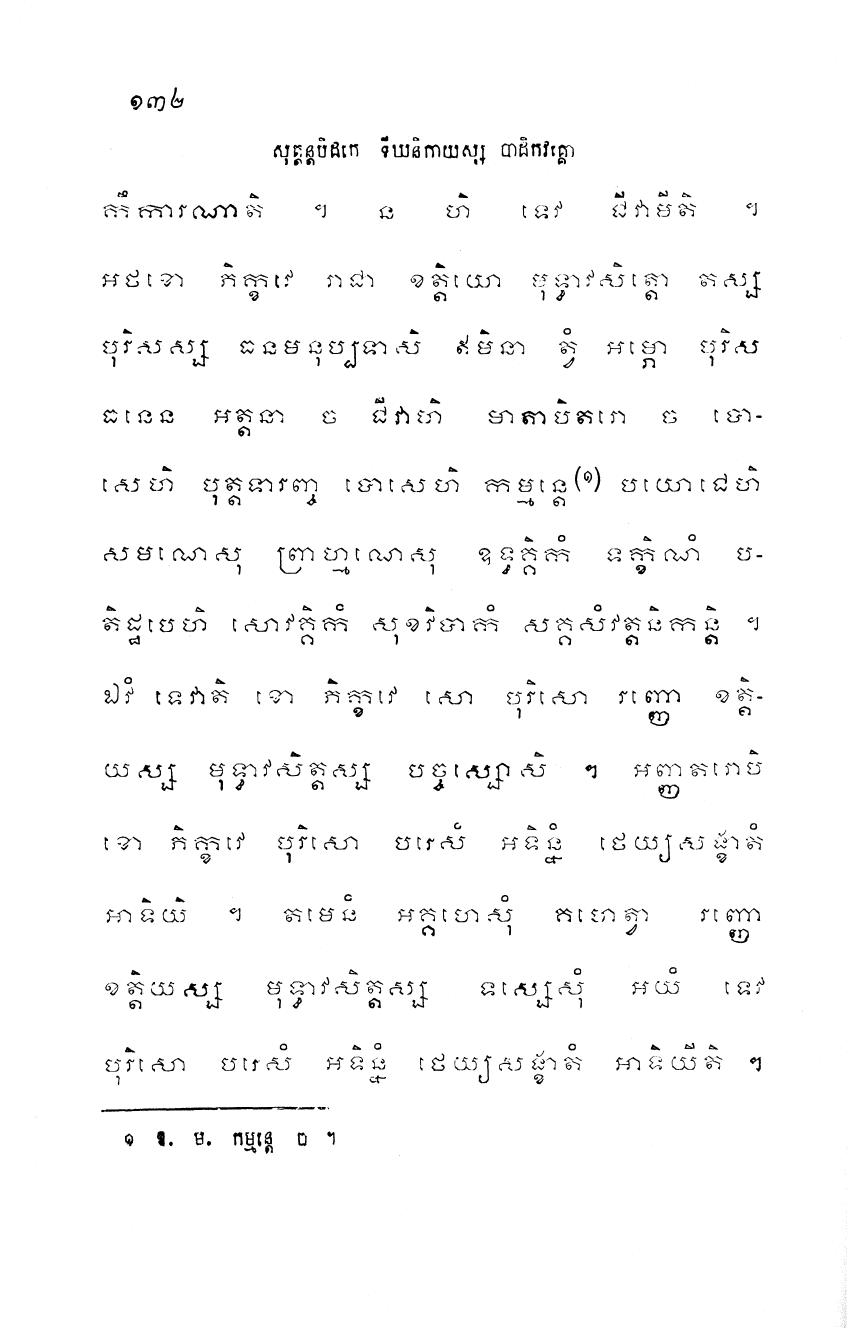 ១៣២
សុត្តន្តបិដកេ ទីឃនិកាយស្ស បាដិកវគ្គោ
កឹការណាតិ ។ ន ហិ ទេវ ជីវាមីតិ ។
អថខោ ភិក្ខវេ រាជា ខត្តិយោ មុទ្ធាវសិត្តោ តស្ស
បុរិសស្ស ធនមនុប្បទាសិ ឥមិនា ត្វំ អម្ភោ បុរិស
ធនេន អត្តនា ច ជីវាហិ មាតាបិតរោ ច បោ-
សេហិ បុត្តទារញ្ច បោសេហិ កម្មន្តេ(១) បយោជេហិ
សមណេសុ ព្រាហ្មណេសុ ឧទ្ធគ្គិកំ ទក្ខិណំ ប-
តិដ្ឋបេហិ សោវគ្គិកំ សុខវិបាកំ សគ្គសំវត្តនិកន្តិ ។
ឯវំ ទេវាតិ ខោ ភិក្ខវេ សោ បុរិសោ រញ្ញោ ខត្តិ-
យស្ស មុទ្ធាវសិត្តស្ស បច្ចស្សោសិ ។ អញ្ញតរោបិ
ខោ ភិក្ខវេ បុរិសោ បរេសំ អទិន្នំ ថេយ្យសង្ខាតំ
អាទិយិ ។ តមេនំ អគ្គហេសុំ គហេត្វា រញ្ញោ
ខត្តិយស្ស មុទ្ធាវសិត្តស្ស ទស្សេសុំ អយំ ទេវ
បុរិសោ បរេសំ អទិន្នំ ថេយ្យសង្ខាតំ អាទិយីតិ ។
១ ឱ. ម. កម្មន្តេ ច ។